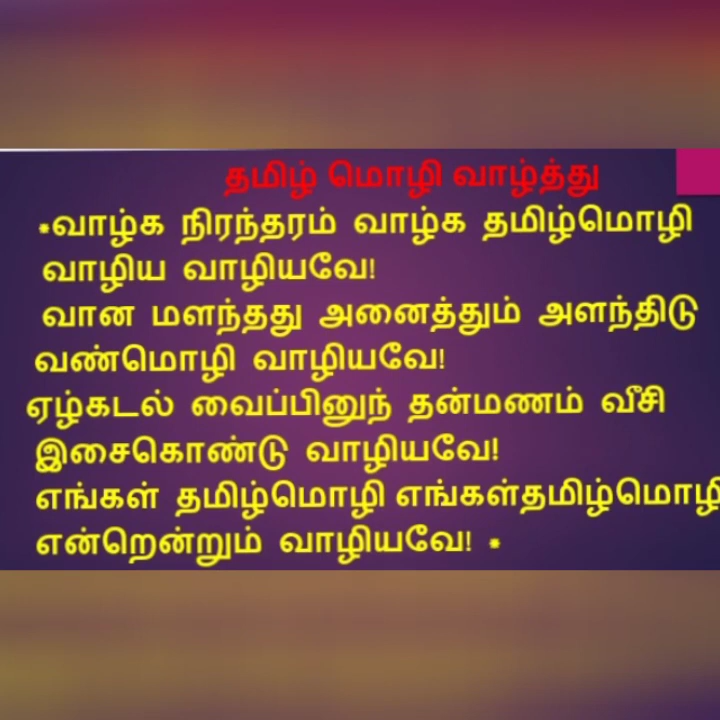 தமிழ் மொழி வாழ்த்து
*வாழ்க நிரந்தரம் வாழ்க தமிழ்மொழி
வாழிய வாழியவே!
வான மளந்தது அனைத்தும் அளந்திடு
வண்மொழி வாழியவே!
ஏழ்கடல் வைப்பினுந் தன்மணம் வீசி
இசைகொண்டு வாழியவே!
எங்கள் தமிழ்மொழி எங்கள்தமிழ்மொழி
என்றென்றும் வாழியவே! *